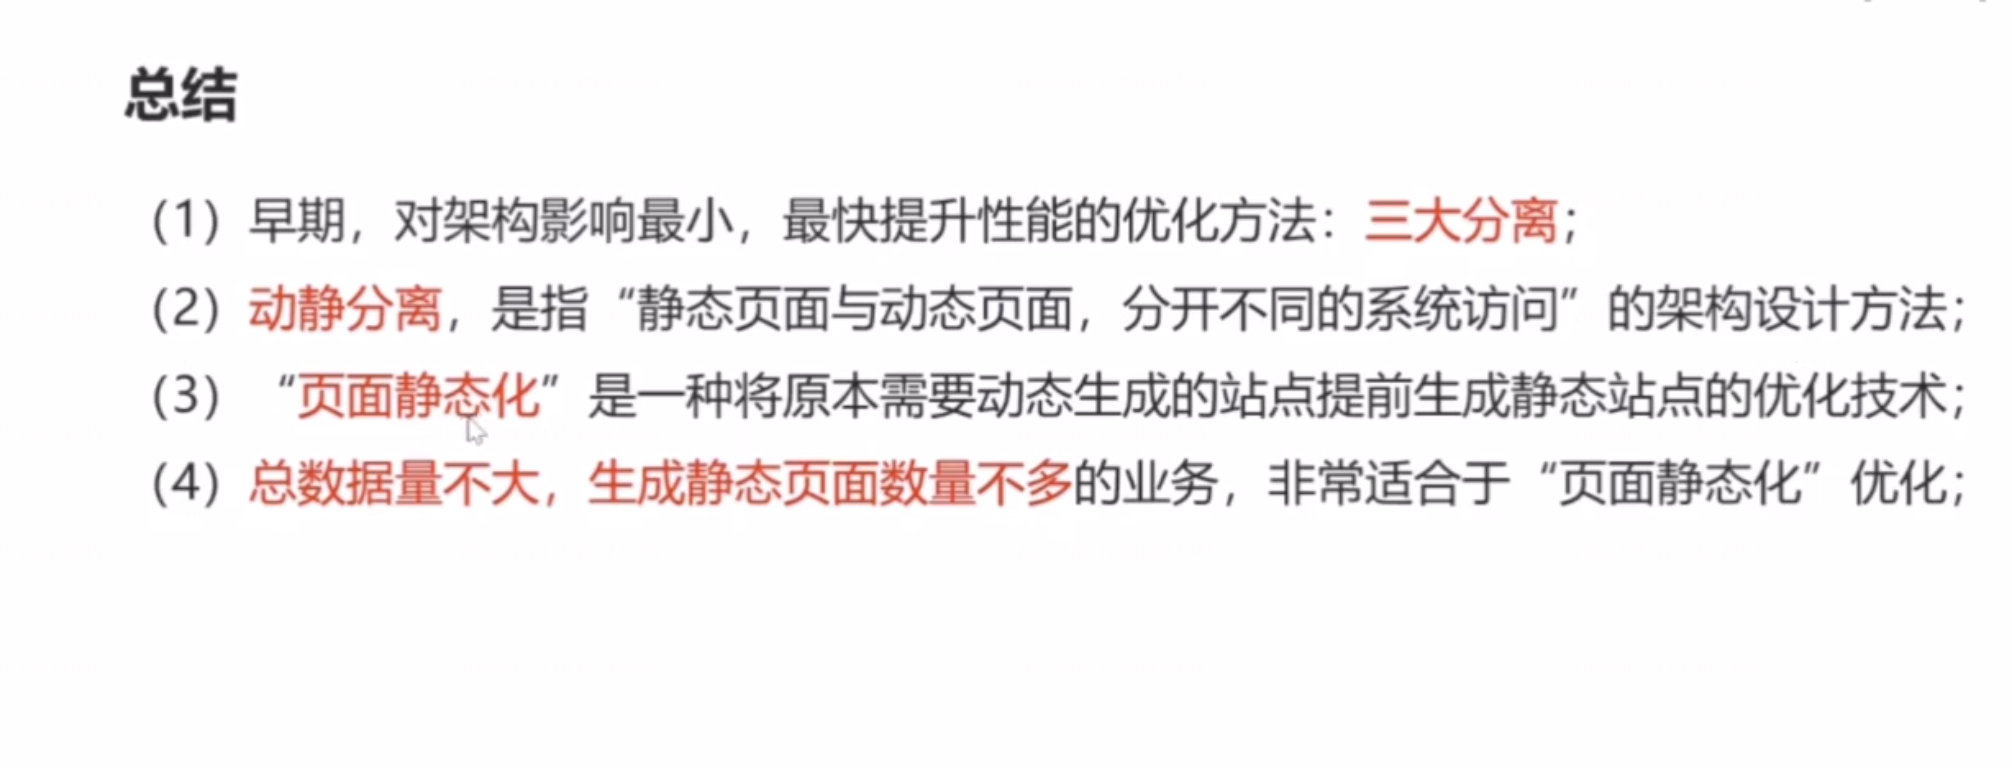 总结
（1）早期，对架构影响最小，最快提升性能的优化方法：三大分离；
（2）动静分离，是指“静态页面与动态页面，分开不同的系统访问”的架构设计方法；
（3）“页面静态化”是一种将原本需要动态生成的站点提前生成静态站点的优化技术；
（4）总数据量不大，生成静态页面数量不多的业务，非常适合于“页面静态化”优化；